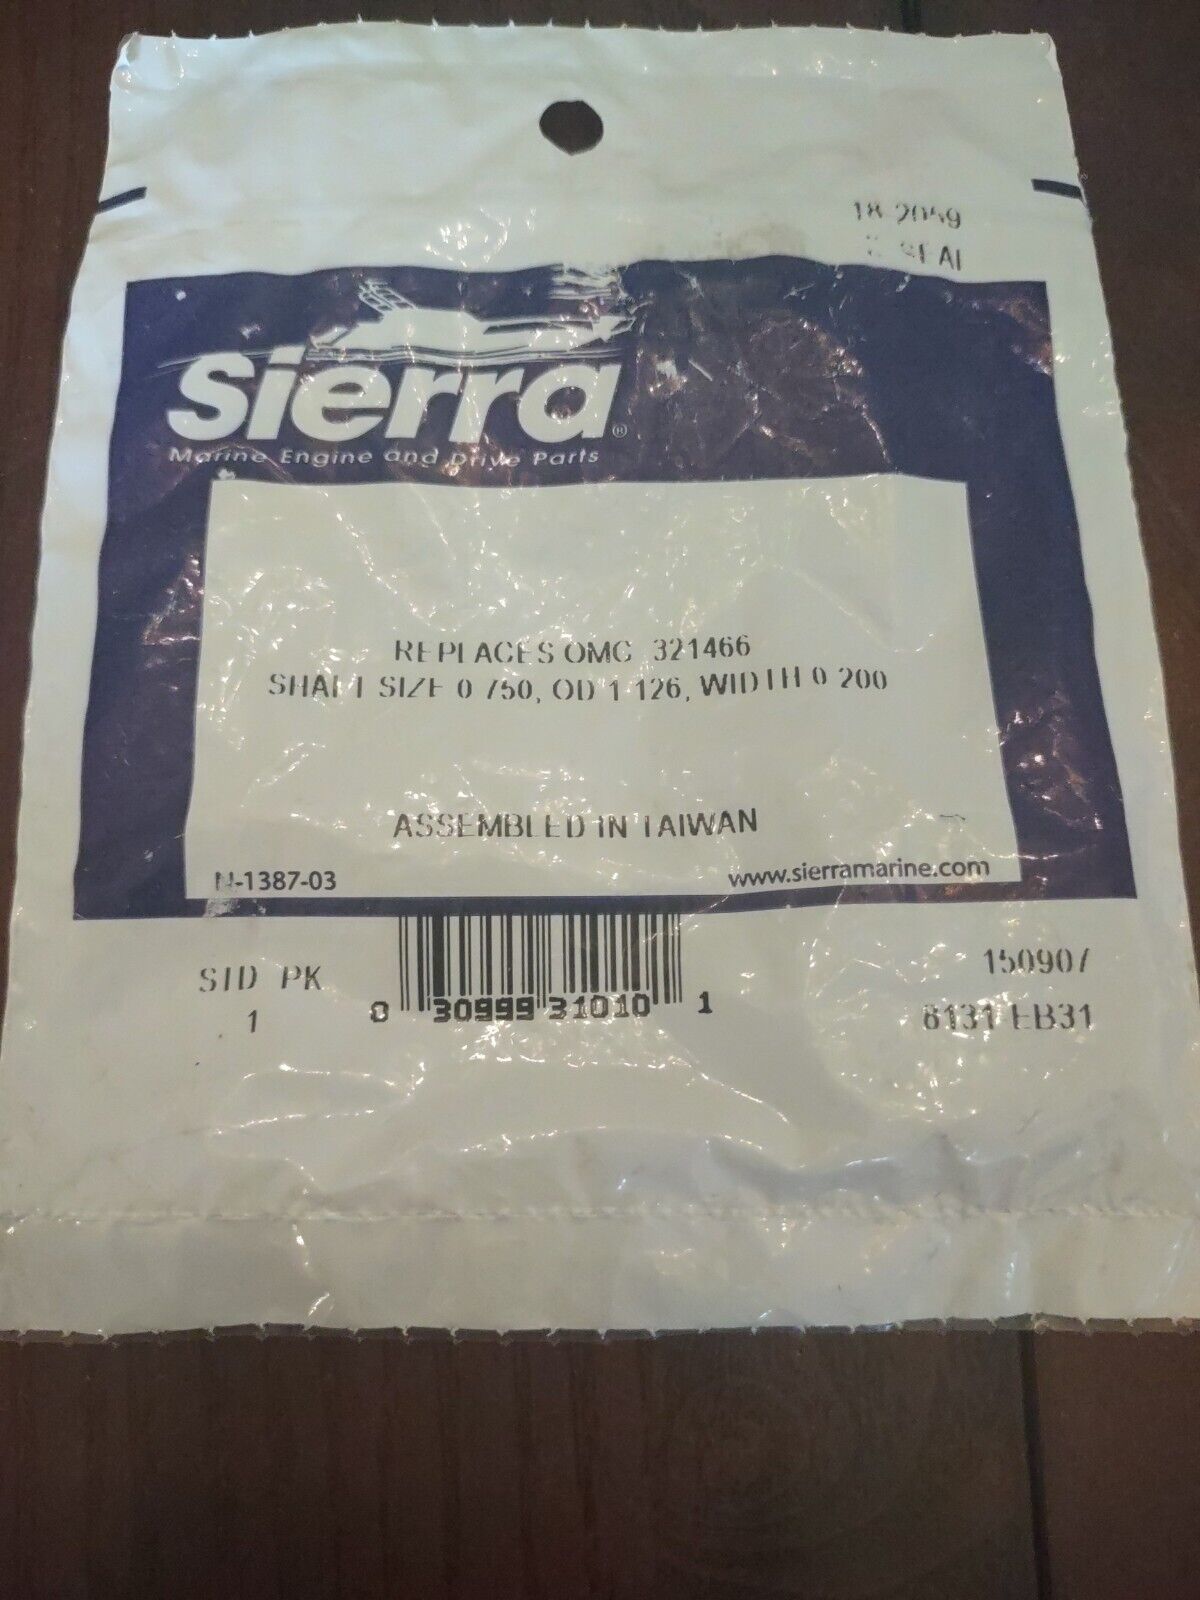 18-2059
SEAL
Sierra®
Marine Engine and Drive Parts
REPLACES OMC 321466
SHAFT SIZE 0.750, OD 1.126, WIDTH 0.200
ASSEMBLED IN TAIWAN
N-1387-03
www.sierramarine.com
STD PK
1
0 30999 31010 1
150907
8131 EB31